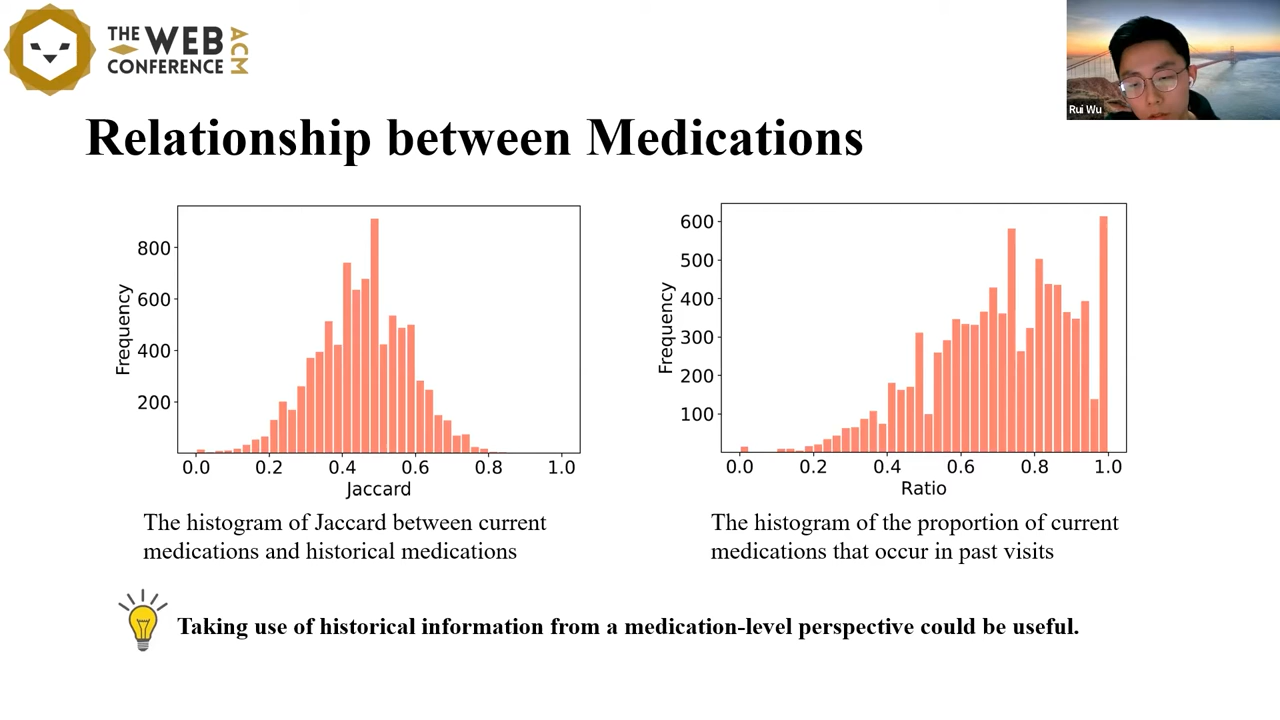 THE WEB
CONFERENCE
ACM
Rui Wu
Relationship between Medications
800
600
400
200
Frequency
0.0 0.2 0.4 0.6 0.8 1.0
Jaccard
600
500
400
300
200
100
Frequency
0.0 0.2 0.4 0.6 0.8 1.0
Ratio
The histogram of Jaccard between current
medications and historical medications
The histogram of the proportion of current
medications that occur in past visits
Taking use of historical information from a medication-level perspective could be useful.